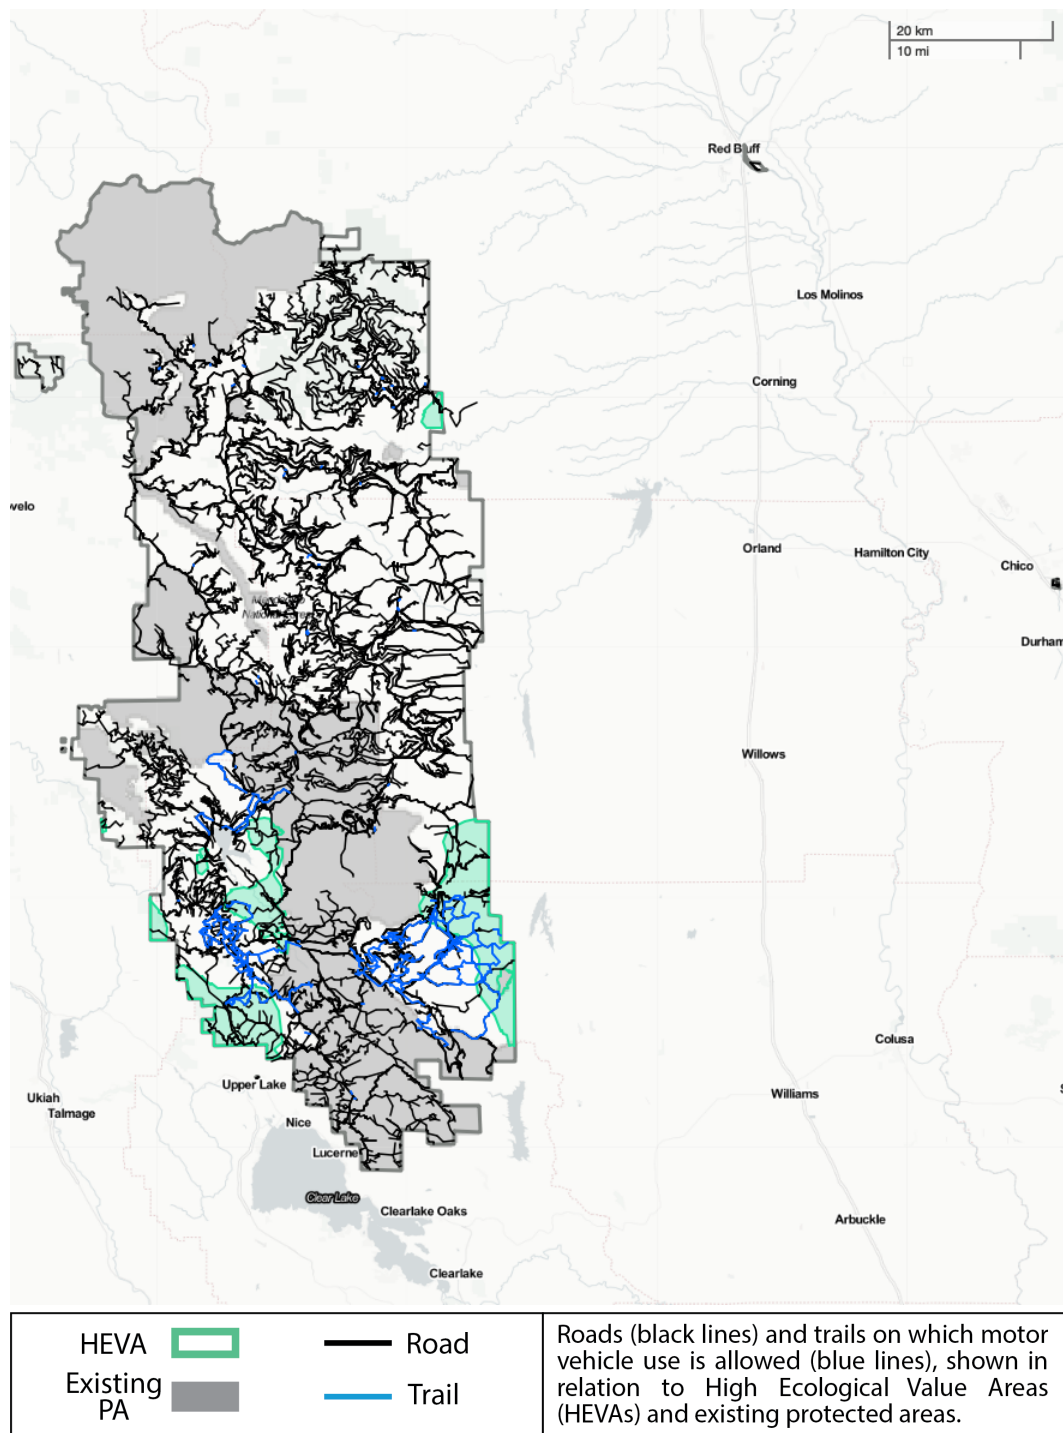 20 km
10 mi
Red Bluff
Los Molinos
Corning
velo
Orland
Hamilton City
Chico
Durham
Willows
Colusa
Upper Lake
Williams
Ukiah
Talmage
Nice
Lucerne
Clear Lake
Clearlake Oaks
Arbuckle
Clearlake
HEVA
Road
Existing
PA
Trail
Roads (black lines) and trails on which motor
vehicle use is allowed (blue lines), shown in
relation to High Ecological Value Areas
(HEVAs) and existing protected areas.